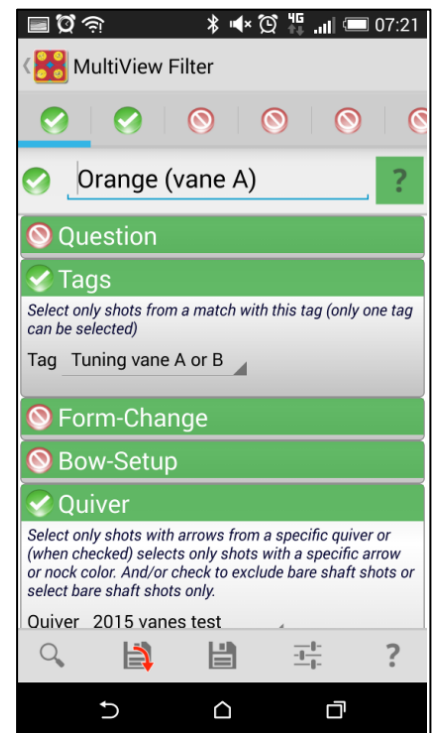 4G 07:21
MultiView Filter
Orange (vane A) ?
Question
Tags
Select only shots from a match with this tag (only one tag
can be selected)
Tag Tuning vane A or B
Form-Change
Bow-Setup
Quiver
Select only shots with arrows from a specific quiver or
(when checked) selects only shots with a specific arrow
or nock color. And/or check to exclude bare shaft shots or
select bare shaft shots only.
Quiver 2015 vanes test
?